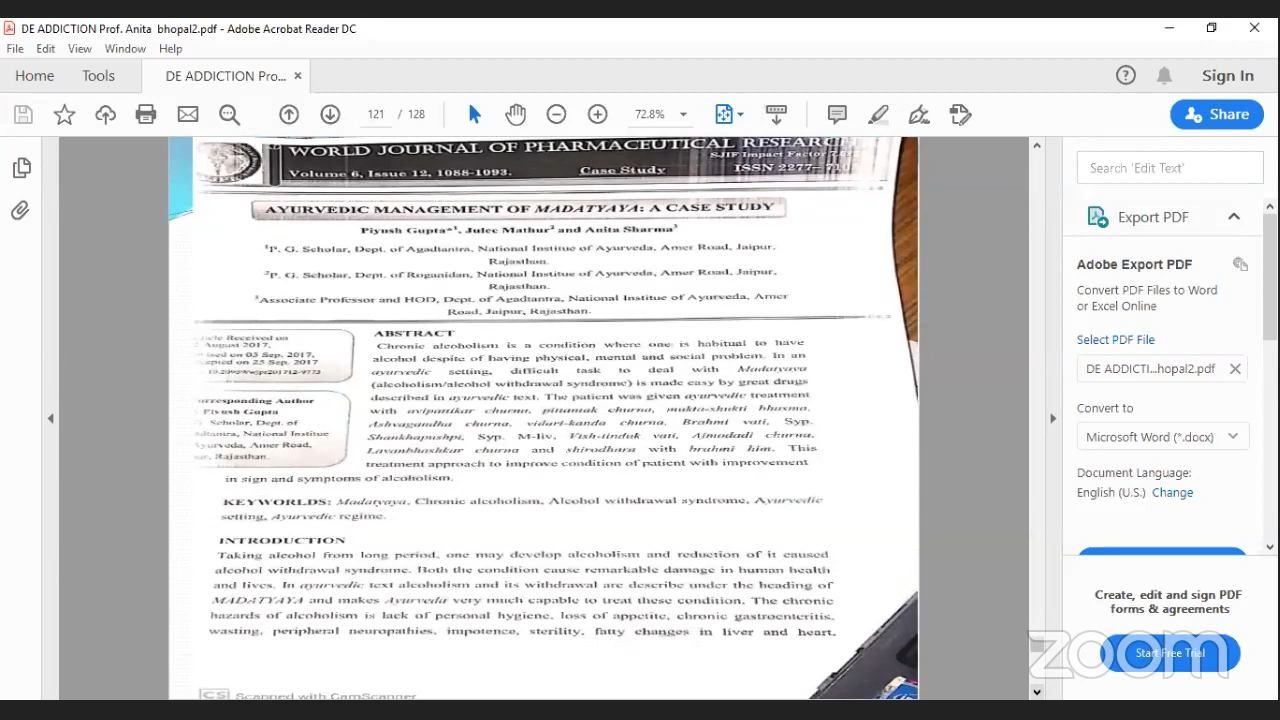 DE ADDICTION Prof. Anita bhopal2.pdf - Adobe Acrobat Reader DC
File Edit View Window Help
Home Tools DE ADDICTION Pro... × Sign In
121 / 128 72.8% Share
WORLD JOURNAL OF PHARMACEUTICAL RESEARCH
SJIF Impact Factor
Volume 6, Issue 12, 1088-1093. Case Study ISSN 2277–
AYURVEDIC MANAGEMENT OF MADATYAYA: A CASE STUDY
Piyush Gupta*¹, Julee Mathur² and Anita Sharma³
¹P. G. Scholar, Dept. of Agadtantra, National Institue of Ayurveda, Amer Road, Jaipur,
Rajasthan.
²P. G. Scholar, Dept. of Roganidan, National Institue of Ayurveda, Amer Road, Jaipur,
Rajasthan.
³Associate Professor and HOD, Dept. of Agadtantra, National Institue of Ayurveda, Amer
Road, Jaipur, Rajasthan.
Received on
August 2017,
on 03 Sep. 2017,
on 25 Sep. 2017
Author
Piyush Gupta
Scholar, Dept. of
National Institue
Ayurveda, Amer Road,
Rajasthan.
ABSTRACT
Chronic alcoholism is a condition where one is habitual to have
alcohol despite of having physical, mental and social problem. In an
ayurvedic setting, difficult task to deal with Madatyaya
(alcoholism/alcohol withdrawal syndrome) is made easy by great drugs
described in ayurvedic text. The patient was given ayurvedic treatment
with avipattkar churna, pittantak churna, mukta-shukti bhasma,
Ashvagandha churna, vidari-kanda churna, Brahmi vati, Syp.
Shankhapushpi, Syp. M-liv, Vish-tinduk vati, Ajmodadi churna,
Lavanbhashkar churna and shirodhara with brahmi him. This
treatment approach to improve condition of patient with improvement
in sign and symptoms of alcoholism.
KEYWORLDS: Madatyaya, Chronic alcoholism, Alcohol withdrawal syndrome, Ayurvedic
setting, Ayurvedic regime.
INTRODUCTION
Taking alcohol from long period, one may develop alcoholism and reduction of it caused
alcohol withdrawal syndrome. Both the condition cause remarkable damage in human health
and lives. In ayurvedic text alcoholism and its withdrawal are describe under the heading of
MADATYAYA and makes Ayurveda very much capable to treat these condition. The chronic
hazards of alcoholism is lack of personal hygiene, loss of appetite, chronic gastroenteritis,
wasting, peripheral neuropathies, impotence, sterility, fatty changes in liver and heart,
CS Scanned with CamScanner
Search 'Edit Text'
Export PDF
Adobe Export PDF
Convert PDF Files to Word
or Excel Online
Select PDF File
DE ADDICTI...hopal2.pdf ×
Convert to
Microsoft Word (*.docx)
Document Language:
English (U.S.) Change
Create, edit and sign PDF
forms & agreements
Start Free Trial
zoom